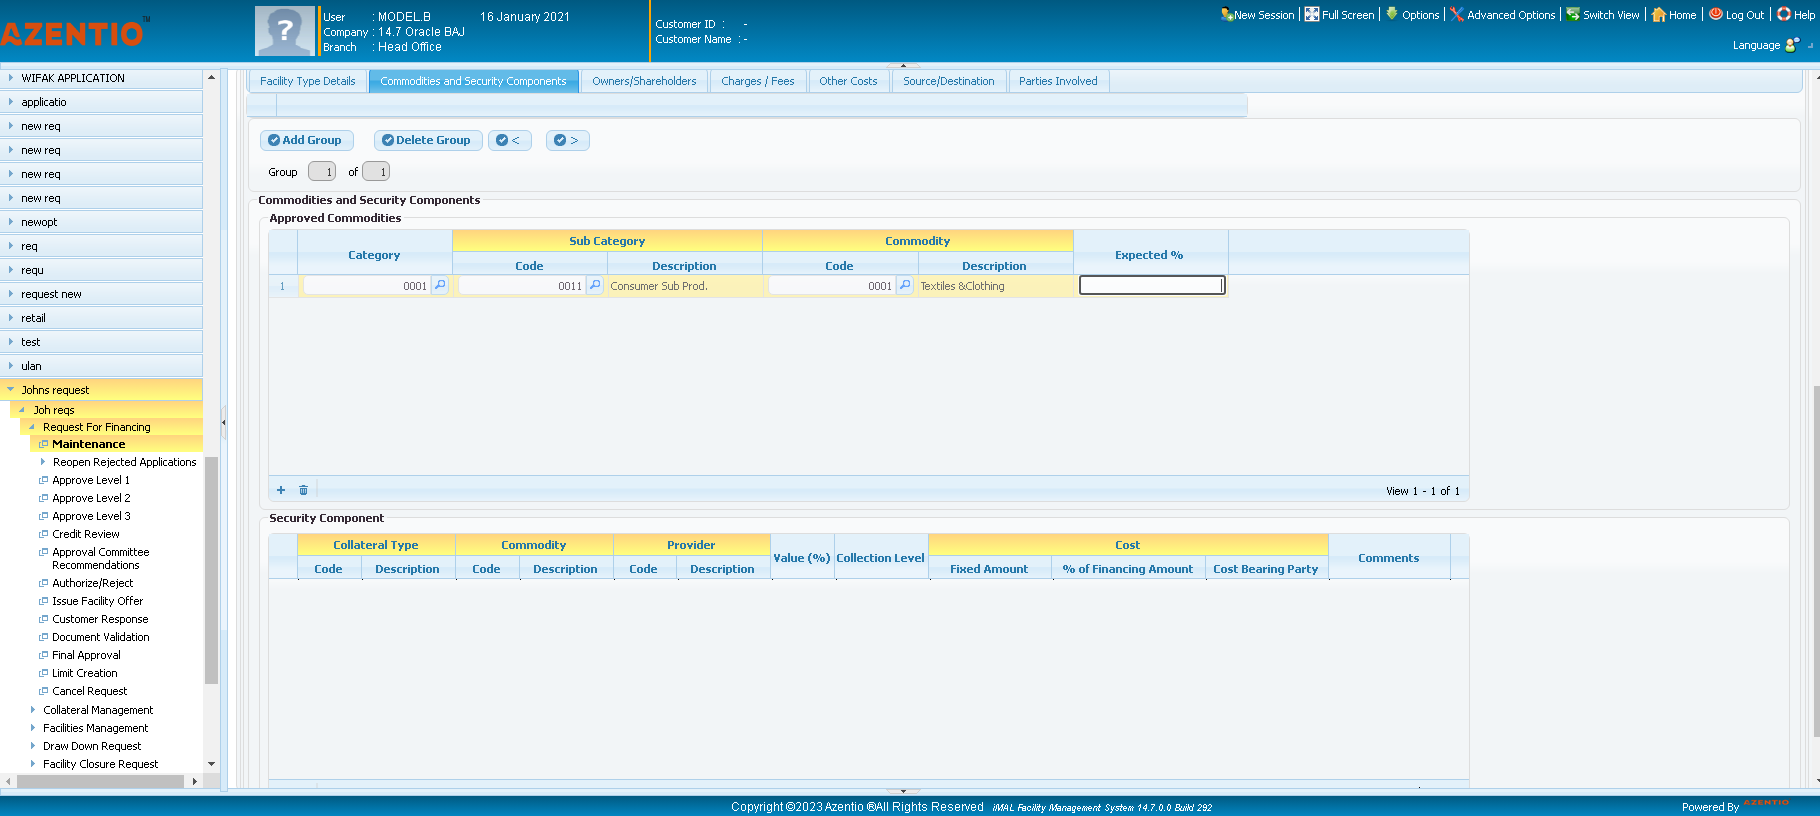 AZENTIO™
User : MODEL.B 16 January 2021
Company : 14.7 Oracle BAJ
Branch : Head Office
Customer ID : -
Customer Name : -
New Session Full Screen Options Advanced Options Switch View Home Log Out Help
Language
WIFAK APPLICATION
applicatio
new req
new req
new req
new req
newopt
req
requ
request new
retail
test
ulan
Johns request
Joh reqs
Request For Financing
Maintenance
Reopen Rejected Applications
Approve Level 1
Approve Level 2
Approve Level 3
Credit Review
Approval Committee
Recommendations
Authorize/Reject
Issue Facility Offer
Customer Response
Document Validation
Final Approval
Limit Creation
Cancel Request
Collateral Management
Facilities Management
Draw Down Request
Facility Closure Request
Facility Type Details Commodities and Security Components Owners/Shareholders Charges / Fees Other Costs Source/Destination Parties Involved
Add Group Delete Group < >
Group 1 of 1
Commodities and Security Components
Approved Commodities
Category Sub Category Commodity Expected %
Code Description Code Description
1 0001 0011 Consumer Sub Prod. 0001 Textiles &Clothing
+ View 1 - 1 of 1
Security Component
Collateral Type Commodity Provider Value (%) Collection Level Cost Comments
Code Description Code Description Code Description Fixed Amount % of Financing Amount Cost Bearing Party
Copyright ©2023 Azentio ®All Rights Reserved iMAL Facility Management System 14.7.0.0 Build 292
Powered By AZENTIO